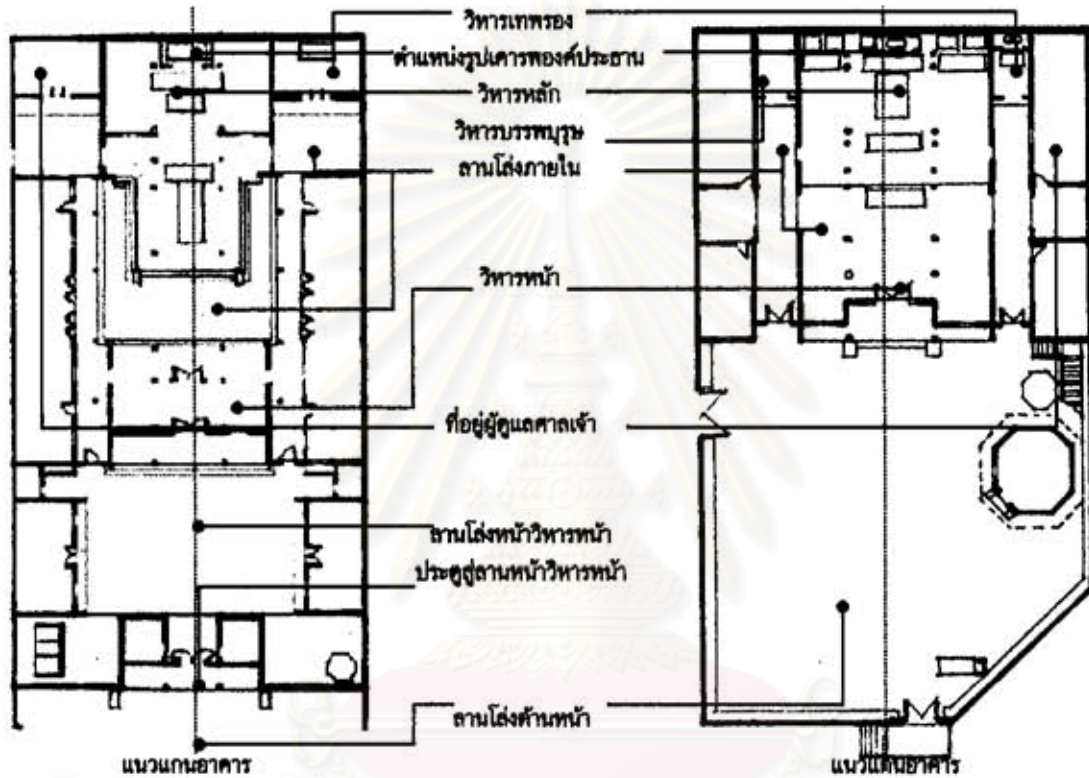 วิหารเทพรอง
ตำแหน่งรูปเคารพองค์ประธาน
วิหารหลัก
วิหารบรรพบุรุษ
ลานโล่งภายใน
วิหารหน้า
ที่อยู่ผู้ดูแลศาลเจ้า
ลานโล่งหน้าวิหารหน้า
ประตูสู่ลานหน้าวิหารหน้า
ลานโล่งด้านหน้า
แนวแกนอาคาร
แนวแกนอาคาร